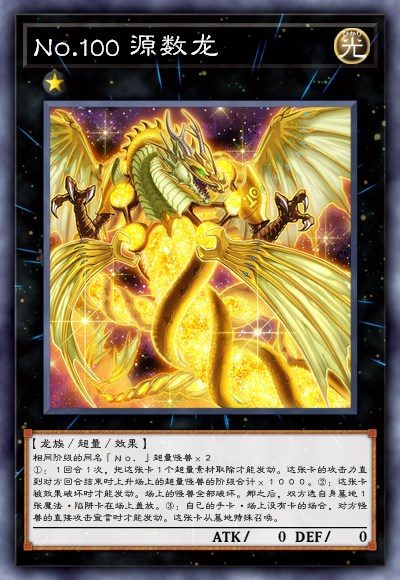 No.100 源数龙
ひかり
光
【龙族／超量／效果】
相同阶级的同名「No.」超量怪兽×2
①：1回合1次，把这张卡1个超量素材取除才能发动。这张卡的攻击力直
到对方回合结束时上升场上的超量怪兽的阶级合计×1000。②：这张卡
被效果破坏时才能发动。场上的怪兽全部破坏。那之后，双方选自身墓地1
张魔法·陷阱卡在场上盖放。③：自己的手卡·场上没有卡的场合，对方怪
兽的直接攻击宣言时才能发动。这张卡从墓地特殊召唤。
ATK/ 0 DEF/ 0